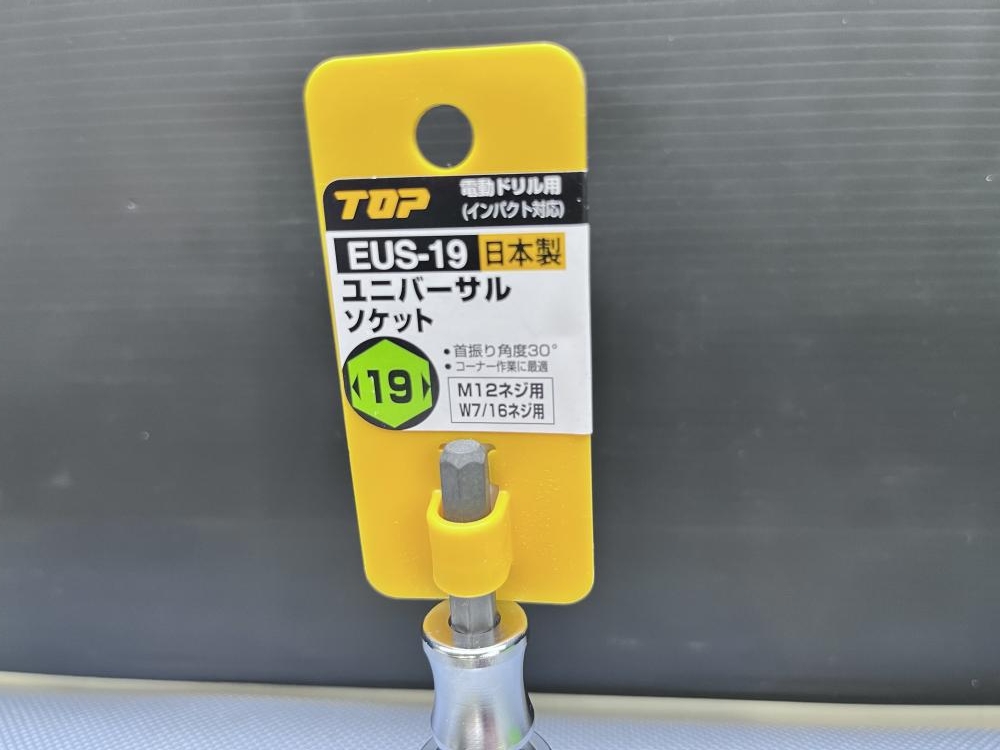 TOP 電動ドリル用
(インパクト対応)
EUS-19 日本製
ユニバーサル
ソケット
19
• 首振り角度30°
• コーナー作業に最適
M12ネジ用
W7/16ネジ用